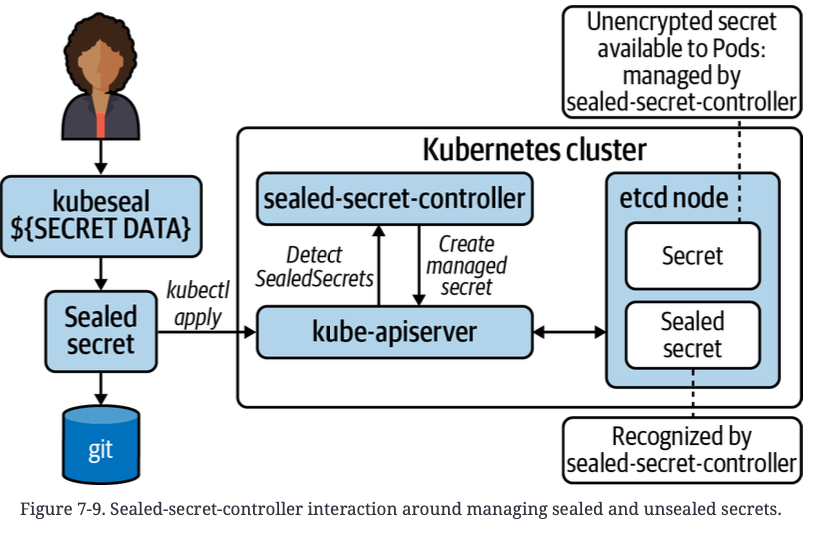 Unencrypted secret
available to Pods:
managed by
sealed-secret-controller
Kubernetes cluster
kubeseal
${SECRET DATA}
sealed-secret-controller
etcd node
Detect
SealedSecrets
Create
managed
secret
Secret
kubectl
apply
Sealed
secret
kube-apiserver
Sealed
secret
git
Recognized by
sealed-secret-controller
Figure 7-9. Sealed-secret-controller interaction around managing sealed and unsealed secrets.